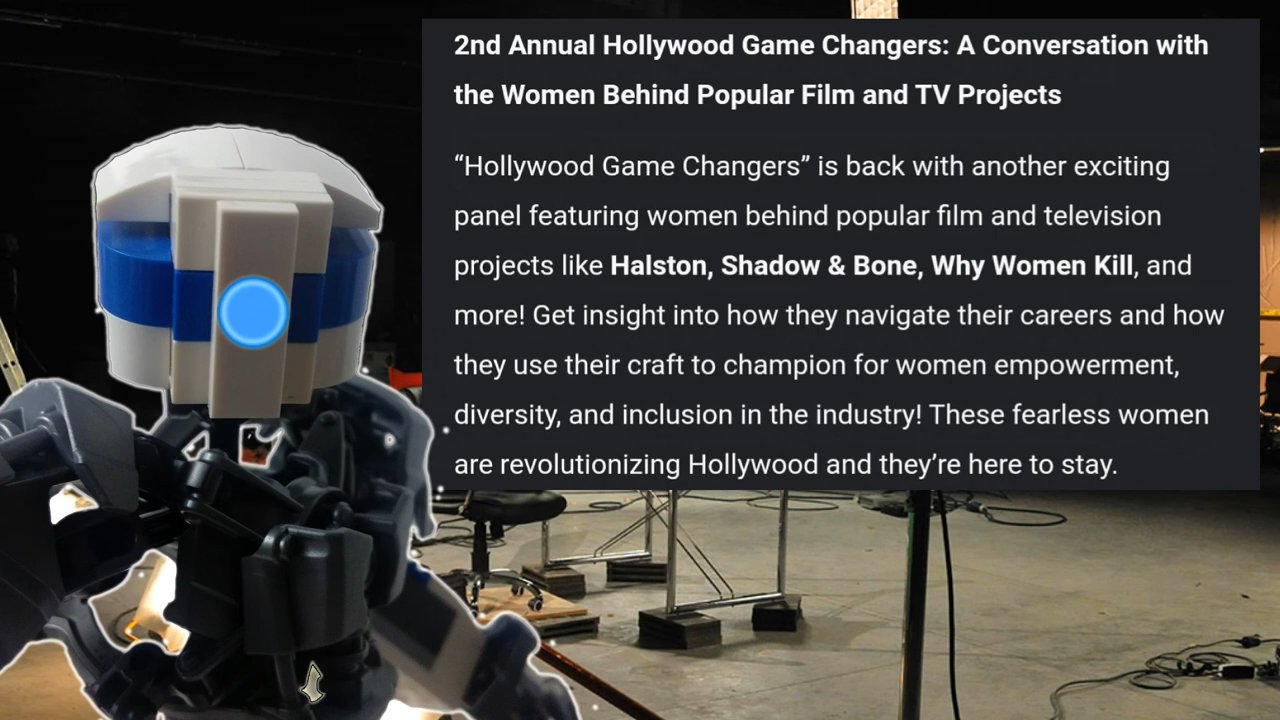 2nd Annual Hollywood Game Changers: A Conversation with
the Women Behind Popular Film and TV Projects
“Hollywood Game Changers” is back with another exciting
panel featuring women behind popular film and television
projects like Halston, Shadow & Bone, Why Women Kill, and
more! Get insight into how they navigate their careers and how
they use their craft to champion for women empowerment,
diversity, and inclusion in the industry! These fearless women
are revolutionizing Hollywood and they’re here to stay.